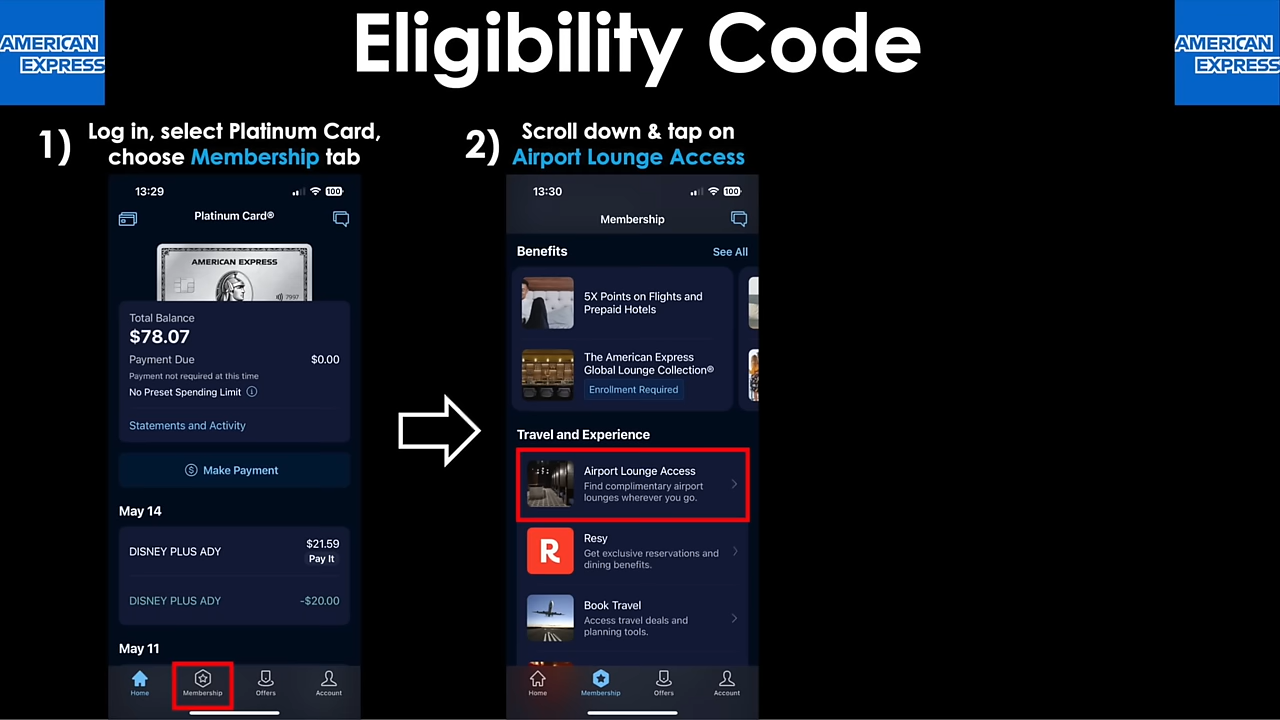 Eligibility Code
AMERICAN
EXPRESS
AMERICAN
EXPRESS
1)
Log in, select Platinum Card,
choose Membership tab
13:29
100
Platinum Card®
AMERICAN EXPRESS
7997
Total Balance
$78.07
Payment Due $0.00
Payment not required at this time
No Preset Spending Limit
Statements and Activity
Make Payment
May 14
DISNEY PLUS ADY $21.59
Pay It
DISNEY PLUS ADY -$20.00
May 11
Home Membership Offers Account
2)
Scroll down & tap on
Airport Lounge Access
13:30
100
Membership
Benefits See All
5X Points on Flights and
Prepaid Hotels
The American Express
Global Lounge Collection®
Enrollment Required
Travel and Experience
Airport Lounge Access
Find complimentary airport
lounges wherever you go.
R
Resy
Get exclusive reservations and
dining benefits.
Book Travel
Access travel deals and
planning tools.
Home Membership Offers Account